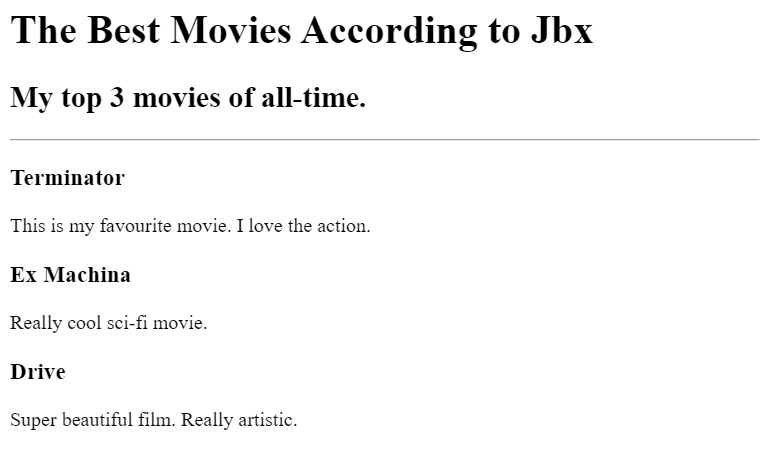 The Best Movies According to Jbx
My top 3 movies of all-time.
Terminator
This is my favourite movie. I love the action.
Ex Machina
Really cool sci-fi movie.
Drive
Super beautiful film. Really artistic.